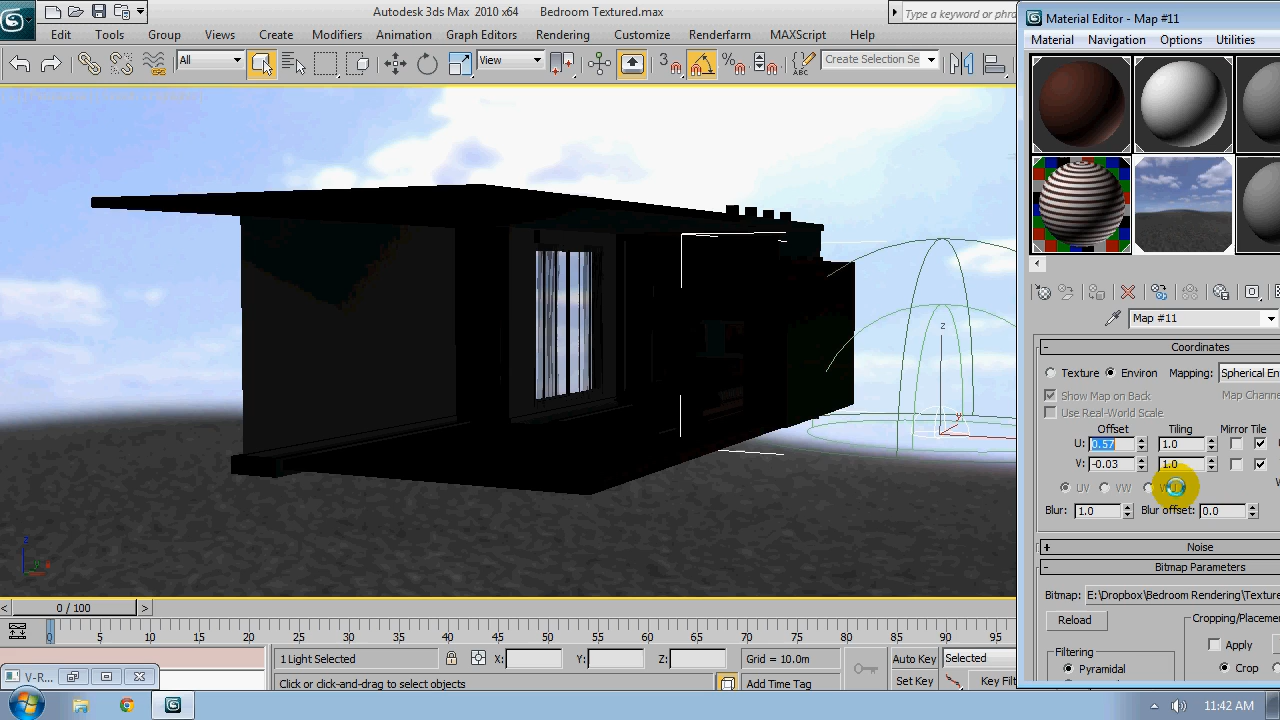 Autodesk 3ds Max 2010 x64 Bedroom Textured.max
Type a keyword or phra
Edit Tools Group Views Create Modifiers Animation Graph Editors Rendering Customize Renderfarm MAXScript Help
All View 3 % ABC Create Selection Se
Material Editor - Map #11
Material Navigation Options Utilities
Map #11
- Coordinates
Texture Environ Mapping: Spherical En
Show Map on Back Map Channe
Use Real-World Scale
Offset Tiling Mirror Tile
U: 0.57 1.0
V: -0.03 1.0
UV VW
Blur: 1.0 Blur offset: 0.0
+ Noise
- Bitmap Parameters
Bitmap: E:\Dropbox\Bedroom Rendering\Texture
Reload Cropping/Placeme
Apply
Filtering
Pyramidal Crop
z
y
z
< 0 / 100 >
0 5 10 15 20 25 30 35 40 45 50 55 60 65 70 75 80 85 90 95
1 Light Selected X: Y: Z: Grid = 10.0m Auto Key Selected
Click or click-and-drag to select objects Add Time Tag Set Key Key Filt
V-R...
11:42 AM